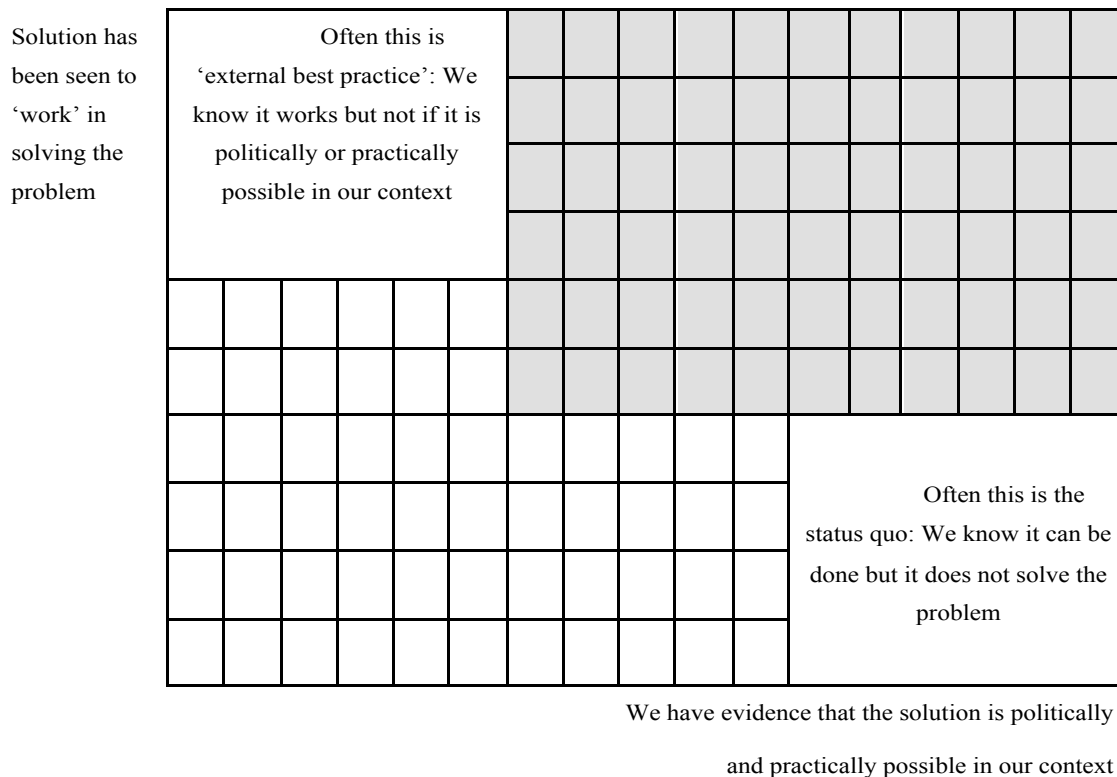 Solution has
been seen to
‘work’ in
solving the
problem
Often this is
‘external best practice’: We
know it works but not if it is
politically or practically
possible in our context
Often this is the
status quo: We know it can be
done but it does not solve the
problem
We have evidence that the solution is politically
and practically possible in our context